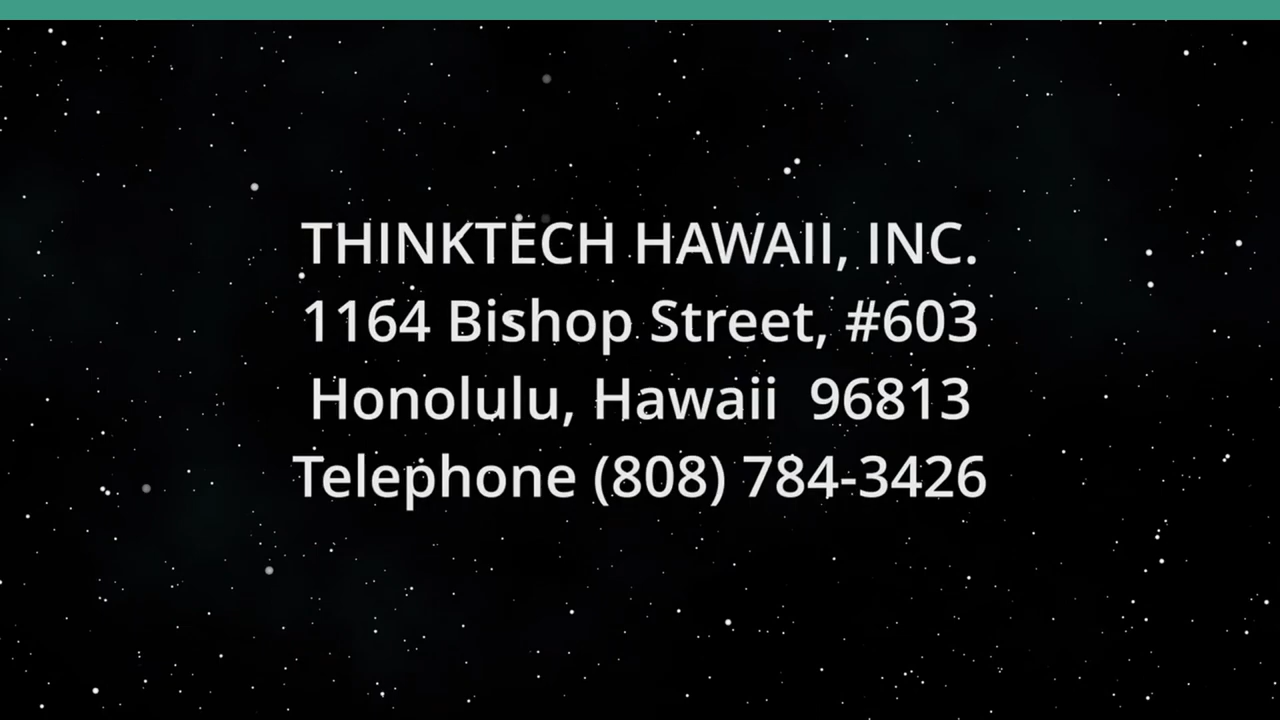 THINKTECH HAWAII, INC.
1164 Bishop Street, #603
Honolulu, Hawaii  96813
Telephone (808) 784-3426